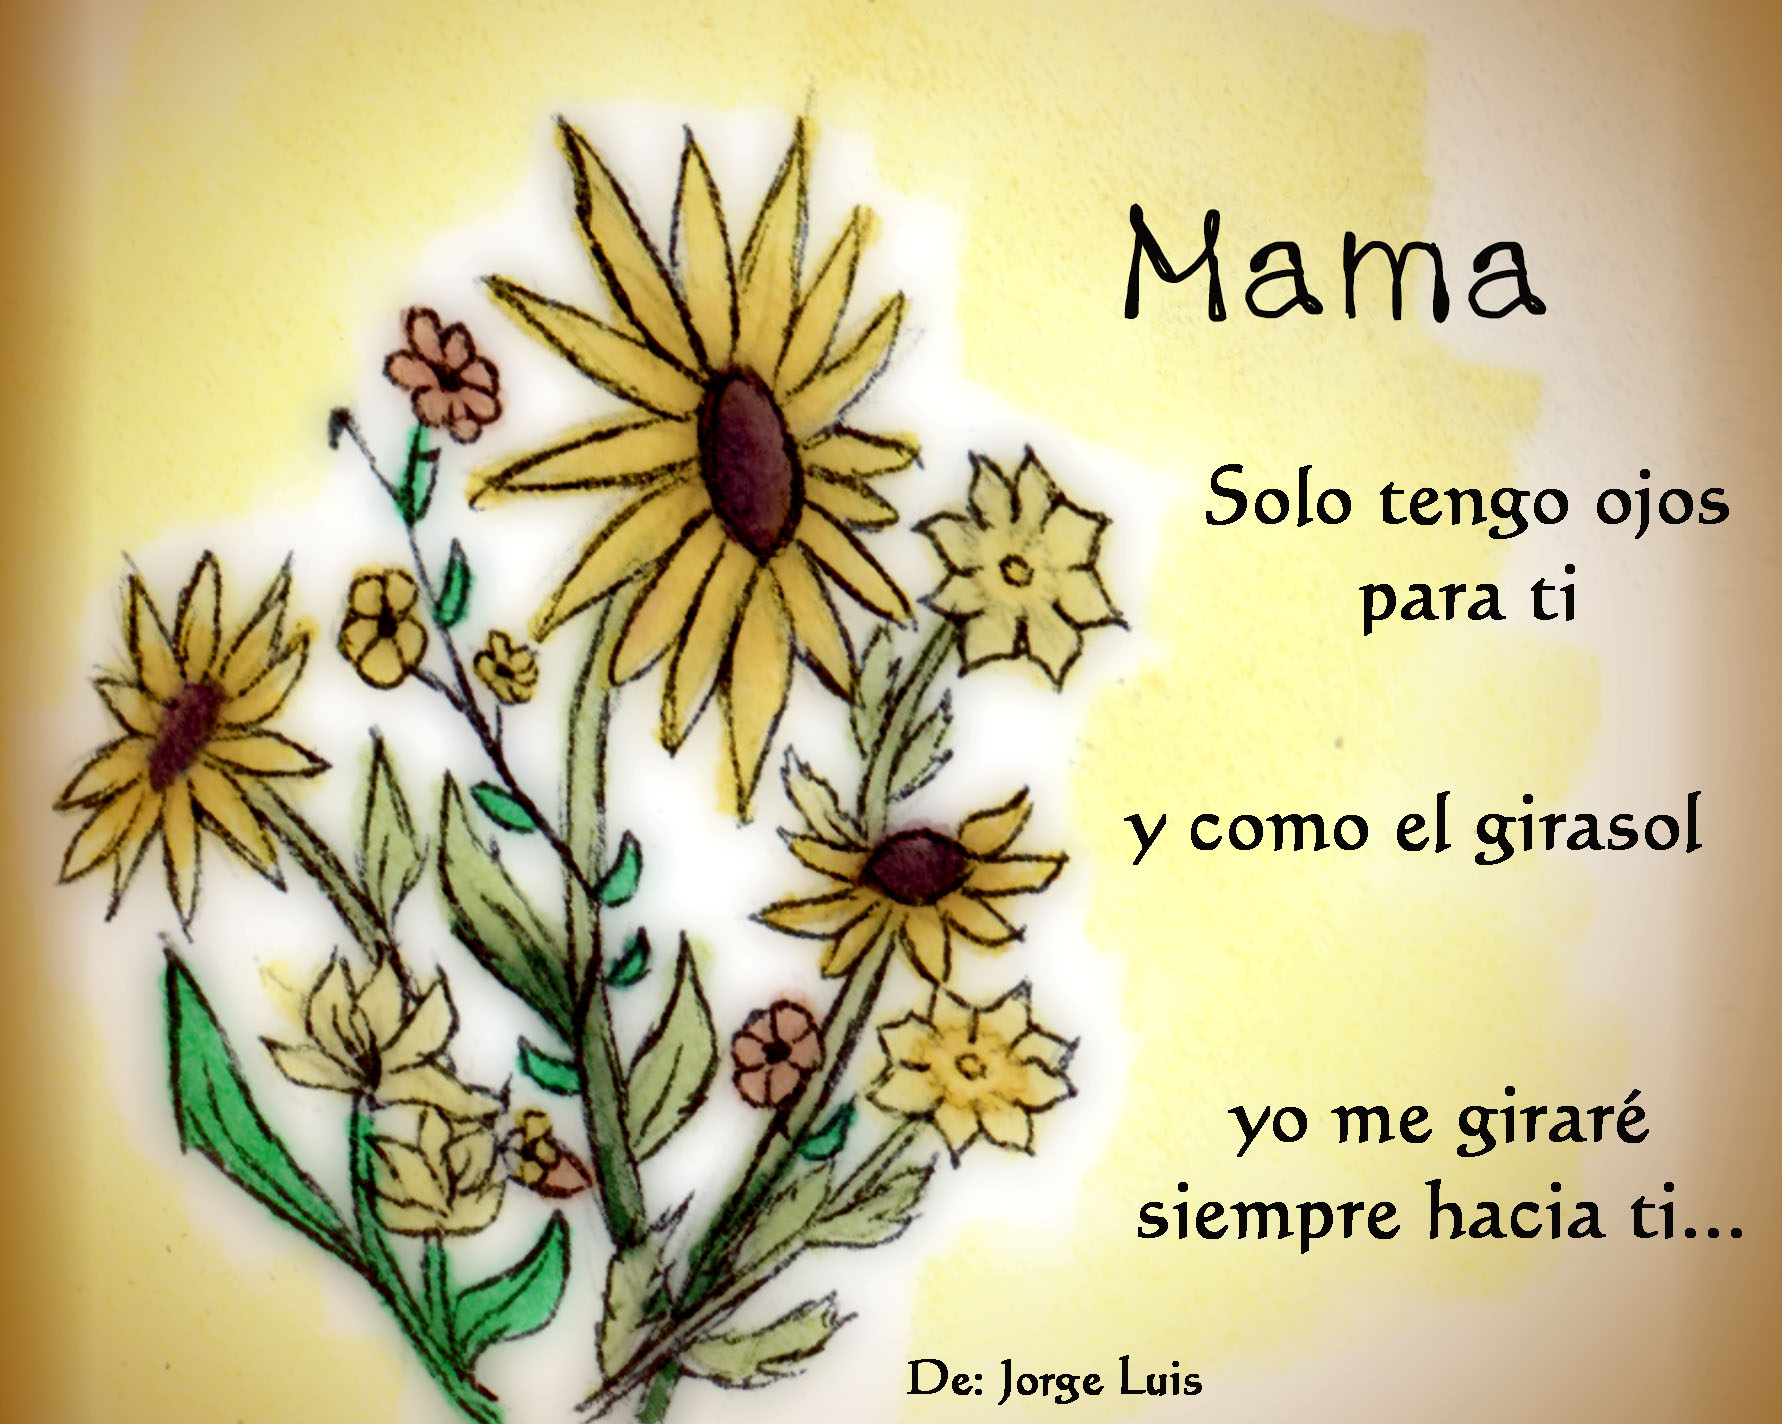 Mama
Solo tengo ojos
para ti
y como el girasol
yo me giraré
siempre hacia ti...
De: Jorge Luis